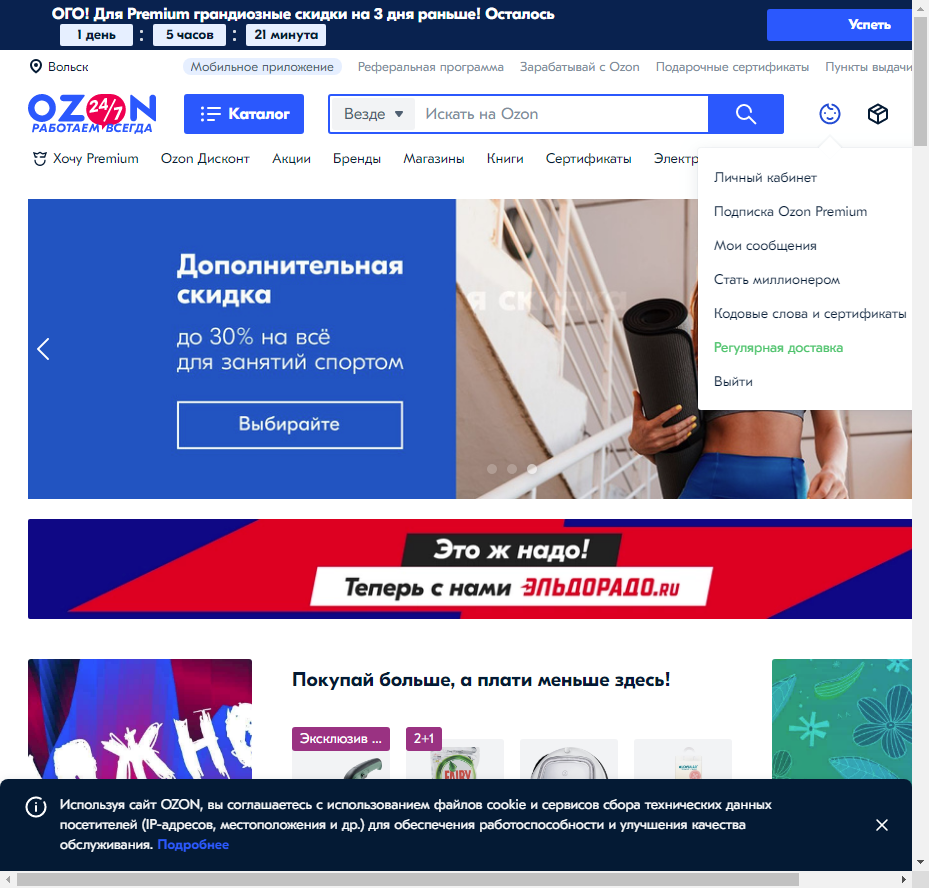 ОГО! Для Premium грандиозные скидки на 3 дня раньше! Осталось
1 день : 5 часов : 21 минута
Успеть
Вольск Мобильное приложение Реферальная программа Зарабатывай с Ozon Подарочные сертификаты Пункты выдачи
OZON 24/7
РАБОТАЕМ ВСЕГДА
Каталог
Везде Искать на Ozon
Хочу Premium Ozon Дисконт Акции Бренды Магазины Книги Сертификаты Электр
Личный кабинет
Подписка Ozon Premium
Мои сообщения
Стать миллионером
Кодовые слова и сертификаты
Регулярная доставка
Выйти
Дополнительная
скидка
до 30% на всё
для занятий спортом
Выбирайте
я скидка
Это ж надо!
Теперь с нами ЭЛЬДОРАДО.RU
Покупай больше, а плати меньше здесь!
Эксклюзив ... 2+1
FAIRY
Используя сайт OZON, вы соглашаетесь с использованием файлов cookie и сервисов сбора технических данных
посетителей (IP-адресов, местоположения и др.) для обеспечения работоспособности и улучшения качества
обслуживания. Подробнее